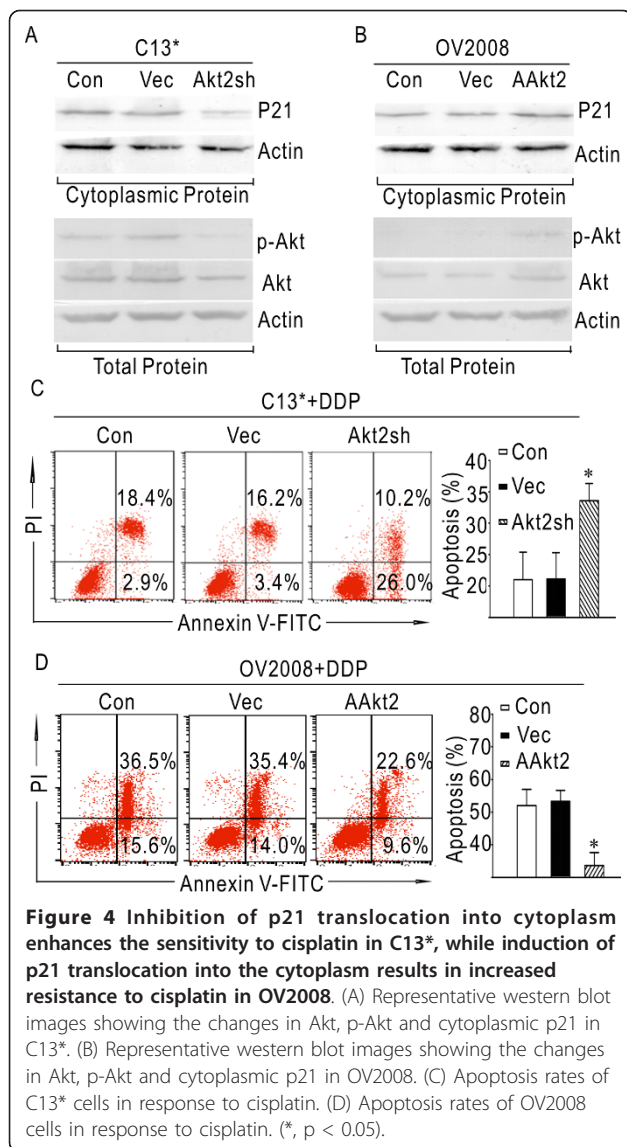 A
C13*
Con Vec Akt2sh
P21
Actin
Cytoplasmic Protein
p-Akt
Akt
Actin
Total Protein
B
OV2008
Con Vec AAkt2
P21
Actin
Cytoplasmic Protein
p-Akt
Akt
Actin
Total Protein
C
C13*+DDP
Con Vec Akt2sh
18.4% 16.2% 10.2%
2.9% 3.4% 26.0%
PI
Annexin V-FITC
Con
Vec
Akt2sh
Apoptosis (%)
40
35
30
25
20
*
D
OV2008+DDP
Con Vec AAkt2
36.5% 35.4% 22.6%
15.6% 14.0% 9.6%
PI
Annexin V-FITC
Con
Vec
AAkt2
Apoptosis (%)
80
70
60
50
40
*
Figure 4 Inhibition of p21 translocation into cytoplasm
enhances the sensitivity to cisplatin in C13*, while induction of
p21 translocation into the cytoplasm results in increased
resistance to cisplatin in OV2008. (A) Representative western blot
images showing the changes in Akt, p-Akt and cytoplasmic p21 in
C13*. (B) Representative western blot images showing the changes
in Akt, p-Akt and cytoplasmic p21 in OV2008. (C) Apoptosis rates of
C13* cells in response to cisplatin. (D) Apoptosis rates of OV2008
cells in response to cisplatin. (*, p < 0.05).